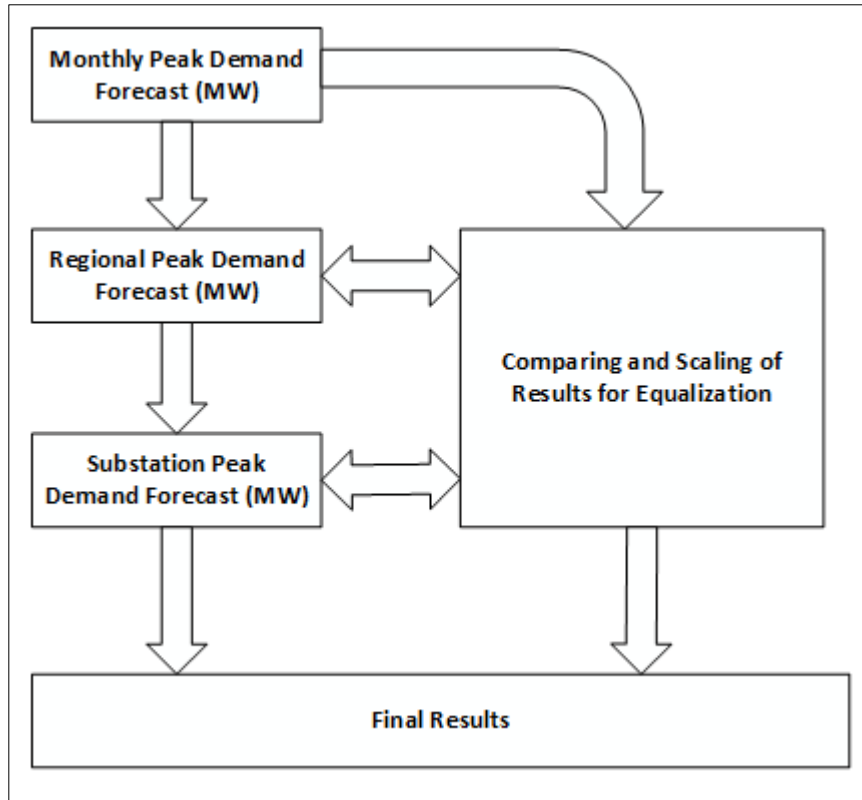 Monthly Peak Demand
Forecast (MW)
Regional Peak Demand
Forecast (MW)
Comparing and Scaling of
Results for Equalization
Substation Peak
Demand Forecast (MW)
Final Results